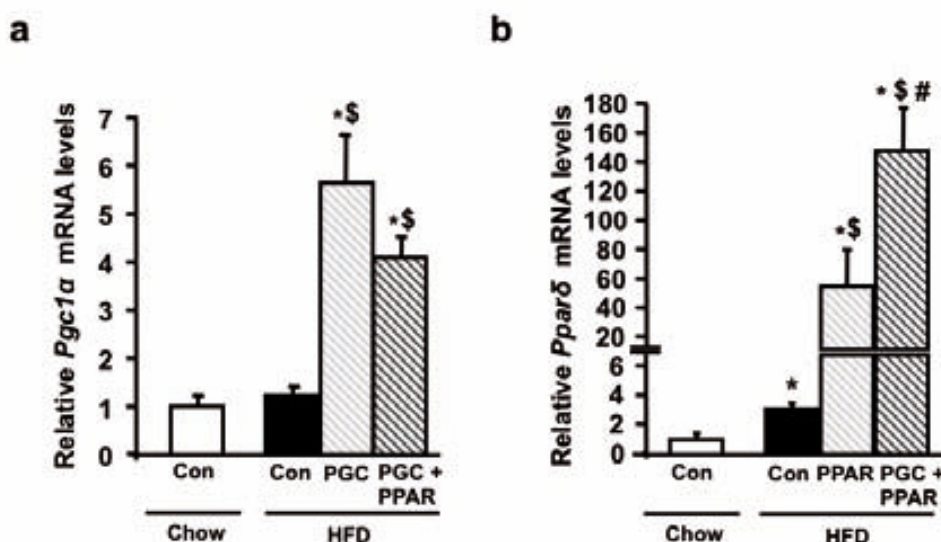 a
Relative Pgc1α mRNA levels
7
6
5
4
3
2
1
0
*$
*$
Con
Con PGC PGC +
PPAR
Chow
HFD
b
Relative Pparδ mRNA levels
180
160
140
120
100
80
60
40
20
6
4
2
0
*
*$
* $ #
Con
Con PPAR PGC +
PPAR
Chow
HFD